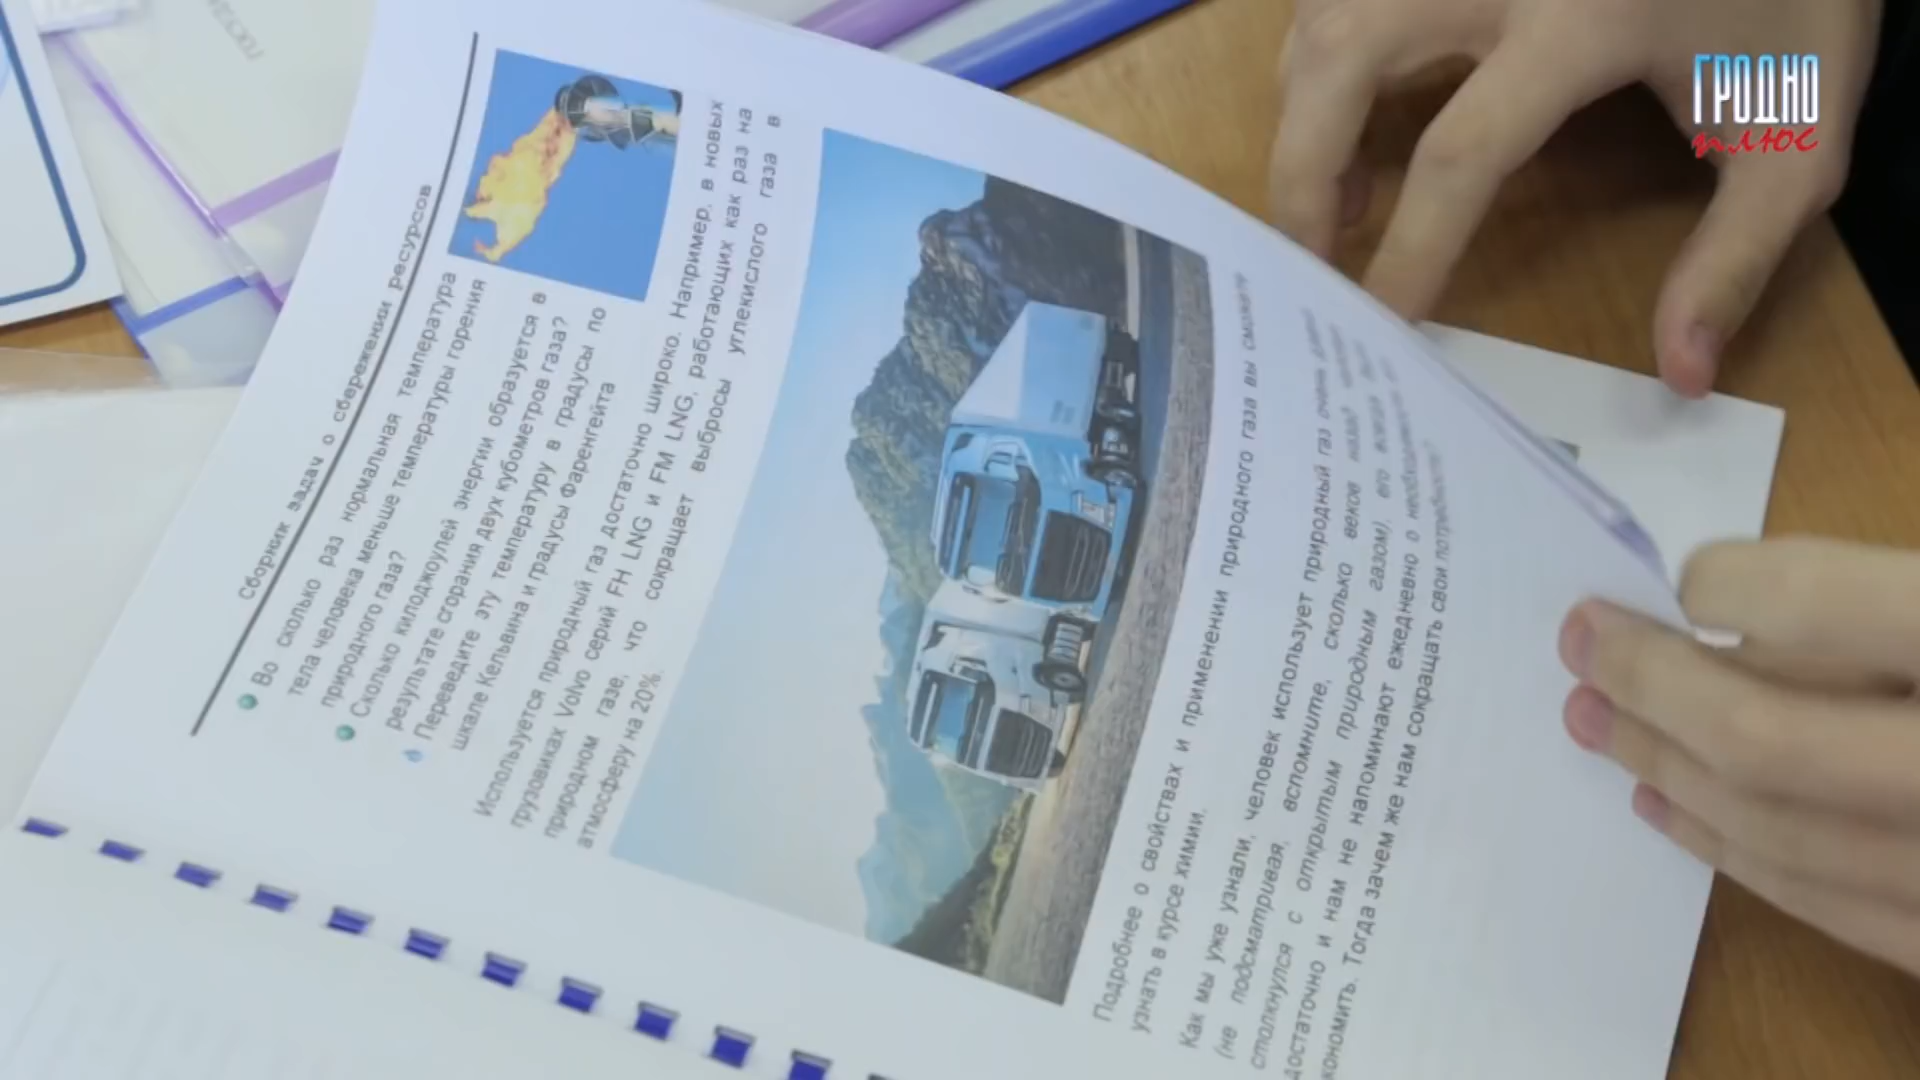 ГРОДНО
плюс
Сборник задач о сбережении ресурсов
Во сколько раз нормальная температура
тела человека меньше температуры горения
природного газа?
Сколько килоджоулей энергии образуется в
результате сгорания двух кубометров газа?
Переведите эту температуру в градусы по
шкале Кельвина и градусы Фаренгейта
Используется природный газ достаточно широко. Например, в новых
грузовиках Volvo серий FH LNG и FM LNG, работающих как раз на
природном газе, что сокращает выбросы углекислого газа в
атмосферу на 20%.
Подробнее о свойствах и применении природного газа вы сможете
узнать в курсе химии.
Как мы уже узнали, человек использует природный газ очень
(не подсматривая, вспомните, сколько веков назад человек
столкнулся с открытым природным газом), его всегда было
достаточно и нам не напоминают ежедневно о необходимости его
экономить. Тогда зачем же нам сокращать свои потребности?